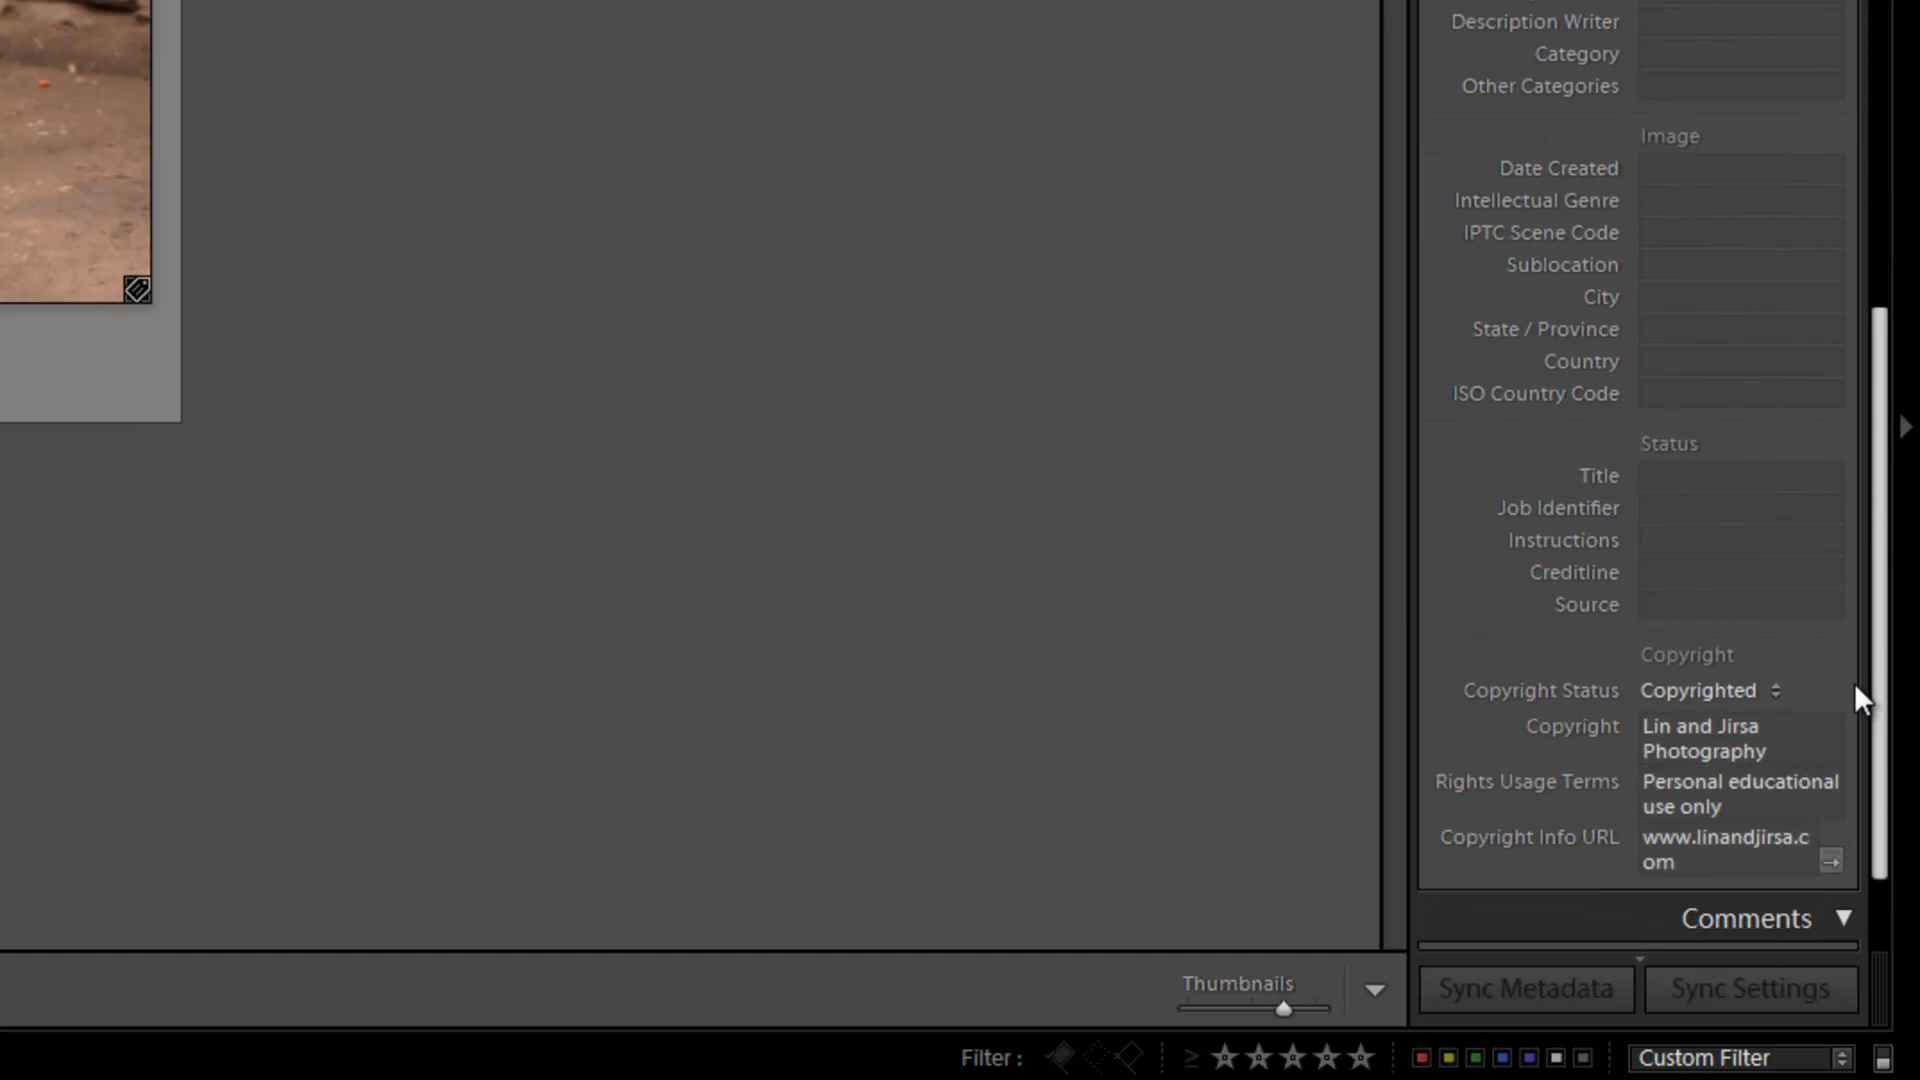 Description Writer
Category
Other Categories
Image
Date Created
Intellectual Genre
IPTC Scene Code
Sublocation
City
State / Province
Country
ISO Country Code
Status
Title
Job Identifier
Instructions
Creditline
Source
Copyright
Copyright Status Copyrighted
Copyright Lin and Jirsa
Photography
Rights Usage Terms Personal educational
use only
Copyright Info URL www.linandjirsa.c
om
Comments
Thumbnails
Sync Metadata Sync Settings
Filter : Custom Filter